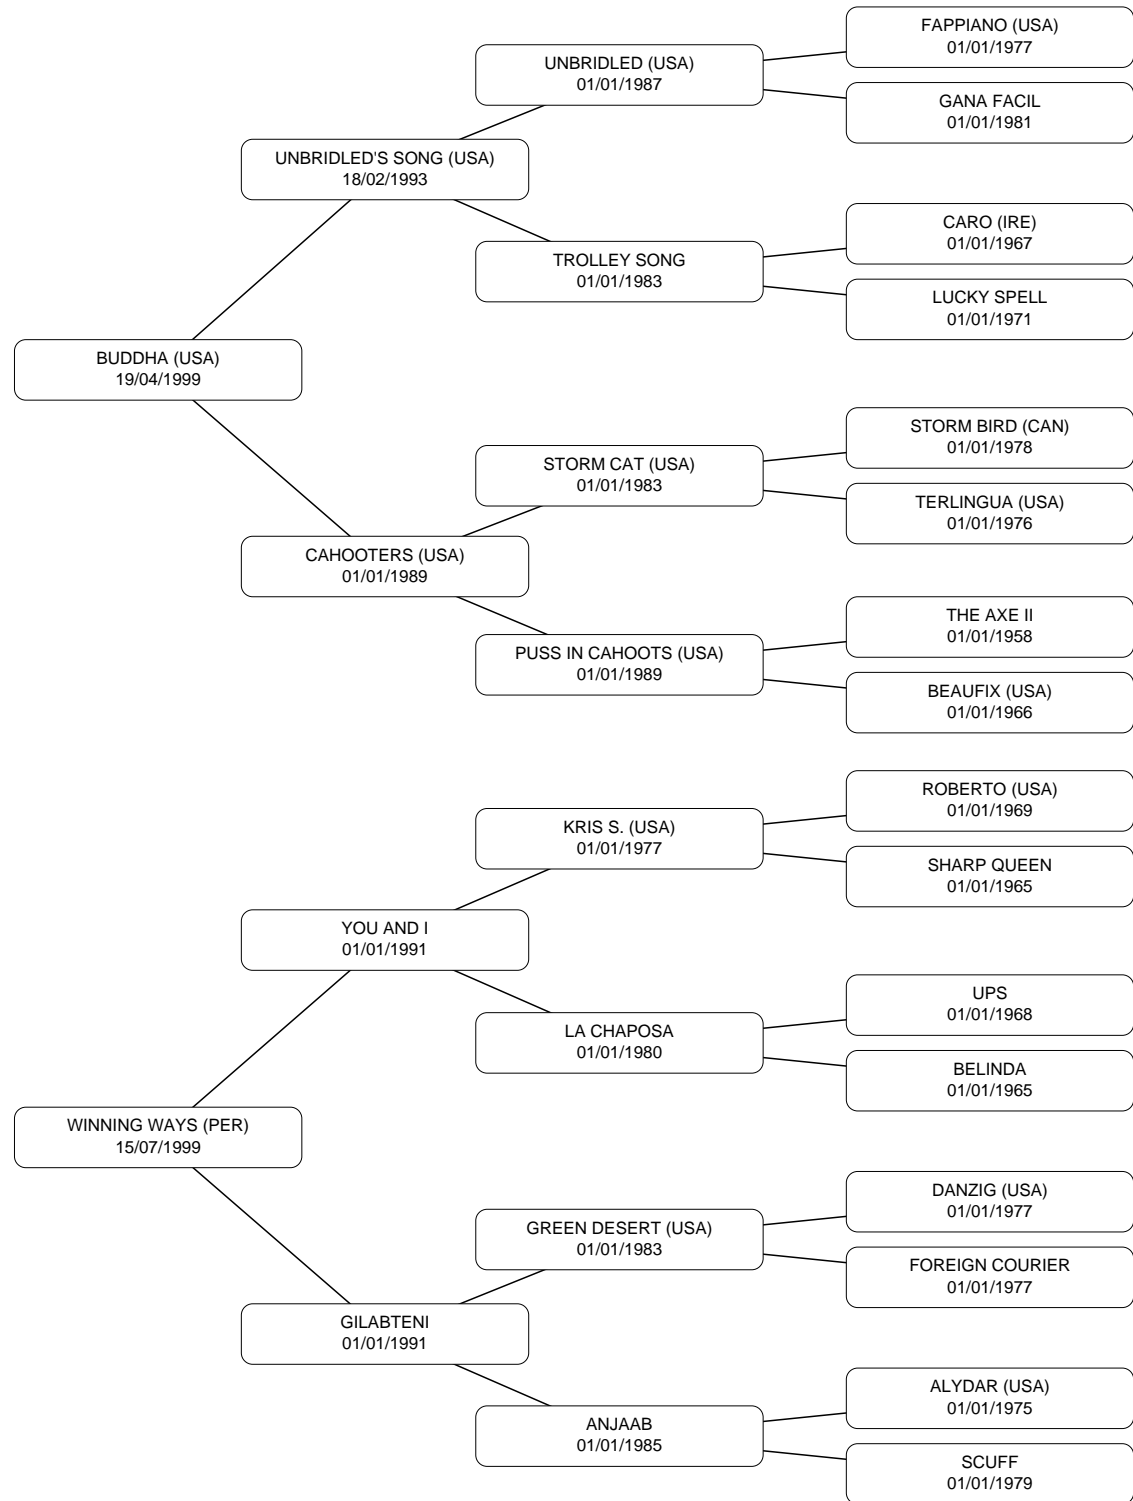 FAPPIANO (USA)
01/01/1977
UNBRIDLED (USA)
01/01/1987
GANA FACIL
01/01/1981
UNBRIDLED'S SONG (USA)
18/02/1993
CARO (IRE)
01/01/1967
TROLLEY SONG
01/01/1983
LUCKY SPELL
01/01/1971
BUDDHA (USA)
19/04/1999
STORM BIRD (CAN)
01/01/1978
STORM CAT (USA)
01/01/1983
TERLINGUA (USA)
01/01/1976
CAHOOTERS (USA)
01/01/1989
THE AXE II
01/01/1958
PUSS IN CAHOOTS (USA)
01/01/1989
BEAUFIX (USA)
01/01/1966
ROBERTO (USA)
01/01/1969
KRIS S. (USA)
01/01/1977
SHARP QUEEN
01/01/1965
YOU AND I
01/01/1991
UPS
01/01/1968
LA CHAPOSA
01/01/1980
BELINDA
01/01/1965
WINNING WAYS (PER)
15/07/1999
DANZIG (USA)
01/01/1977
GREEN DESERT (USA)
01/01/1983
FOREIGN COURIER
01/01/1977
GILABTENI
01/01/1991
ALYDAR (USA)
01/01/1975
ANJAAB
01/01/1985
SCUFF
01/01/1979